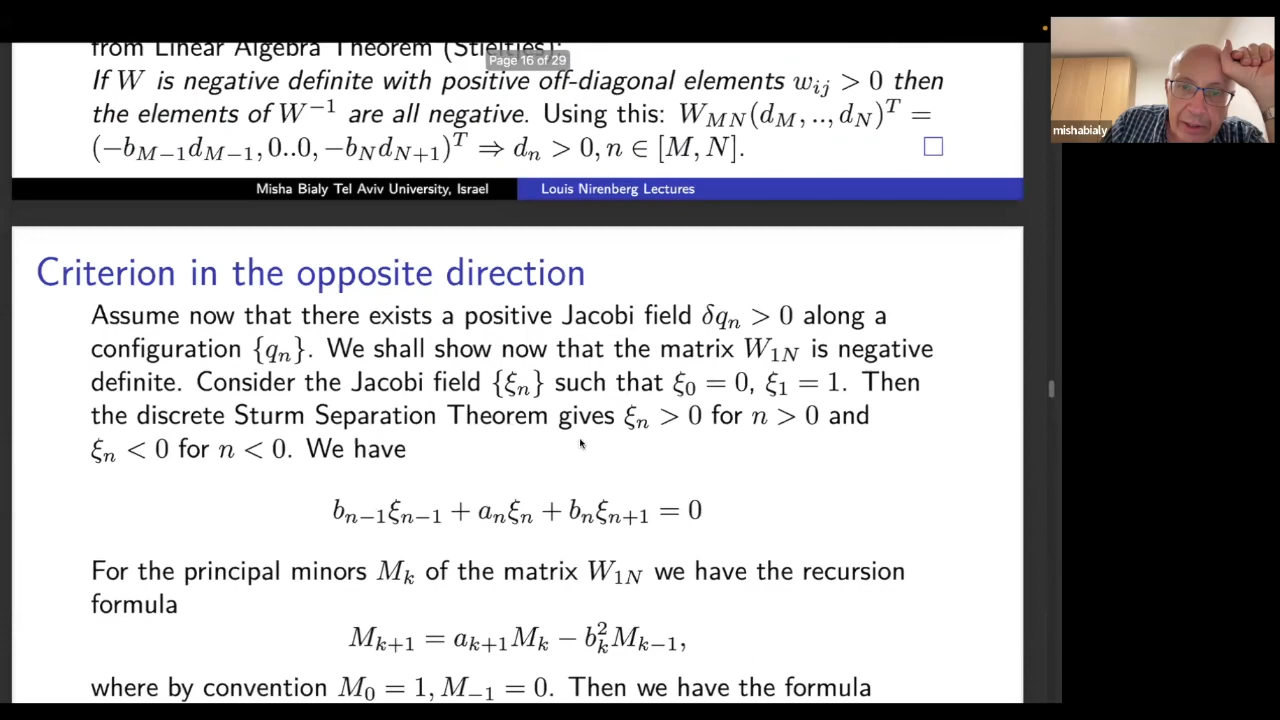 from Linear Algebra Theorem (Stieltjes):
Page 16 of 29
If W is negative definite with positive off-diagonal elements w_{ij} > 0 then
the elements of W^{-1} are all negative. Using this: W_{MN}(d_M, .., d_N)^T =
(-b_{M-1}d_{M-1}, 0..0, -b_N d_{N+1})^T ⇒ d_n > 0, n ∈ [M, N]. □
Misha Bialy Tel Aviv University, Israel Louis Nirenberg Lectures
Criterion in the opposite direction
Assume now that there exists a positive Jacobi field δq_n > 0 along a
configuration {q_n}. We shall show now that the matrix W_{1N} is negative
definite. Consider the Jacobi field {ξ_n} such that ξ_0 = 0, ξ_1 = 1. Then
the discrete Sturm Separation Theorem gives ξ_n > 0 for n > 0 and
ξ_n < 0 for n < 0. We have
b_{n-1}ξ_{n-1} + a_nξ_n + b_nξ_{n+1} = 0
For the principal minors M_k of the matrix W_{1N} we have the recursion
formula
M_{k+1} = a_{k+1}M_k - b_k^2 M_{k-1},
where by convention M_0 = 1, M_{-1} = 0. Then we have the formula
mishabialy